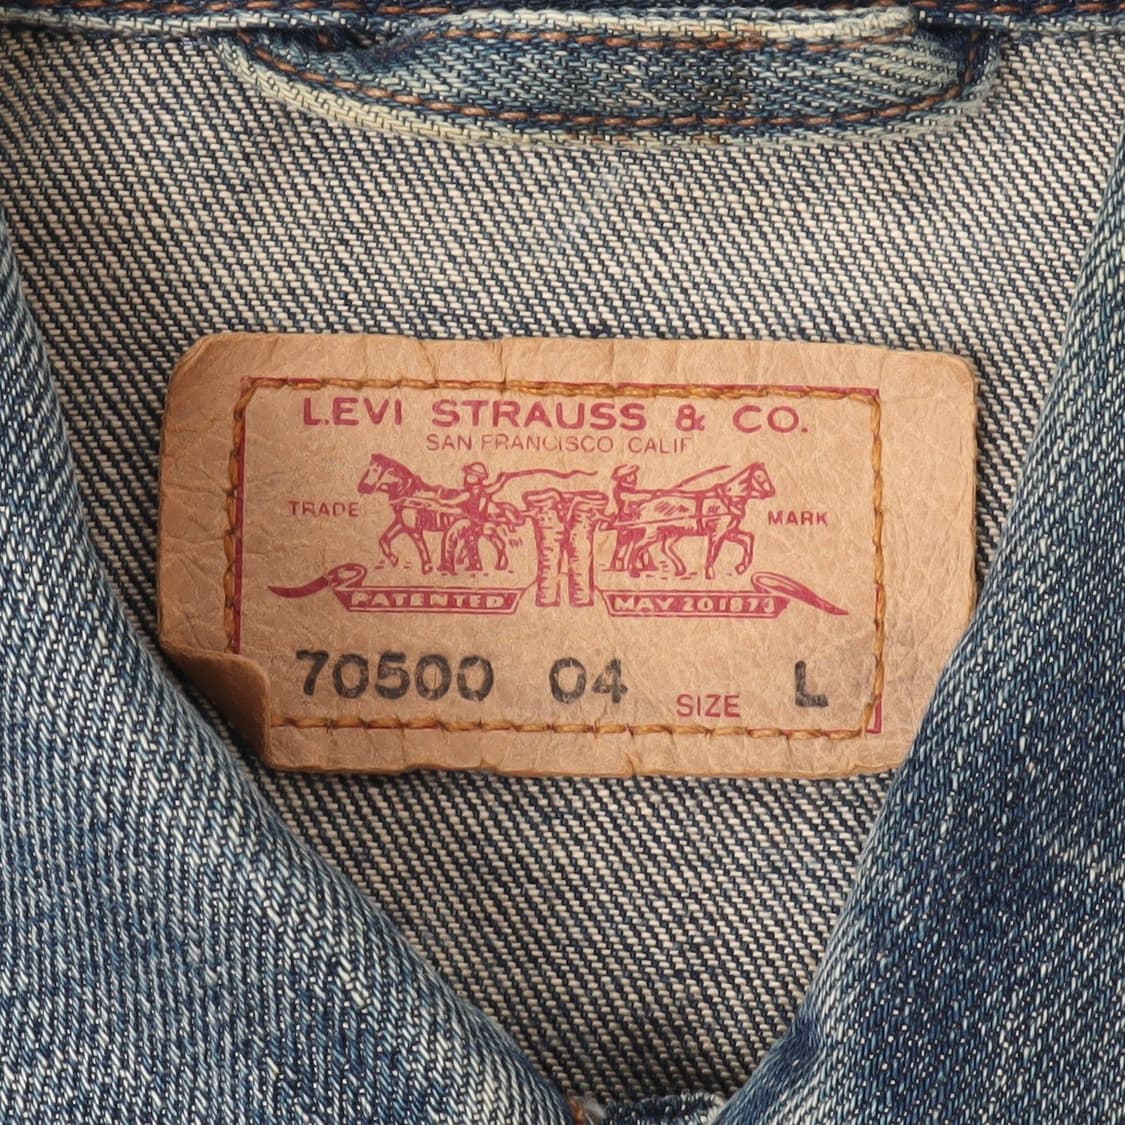 LEVI STRAUSS & CO.
SAN FRANCISCO CALIF
TRADE MARK
PATENTED MAY 20 1873
70500 04 SIZE L